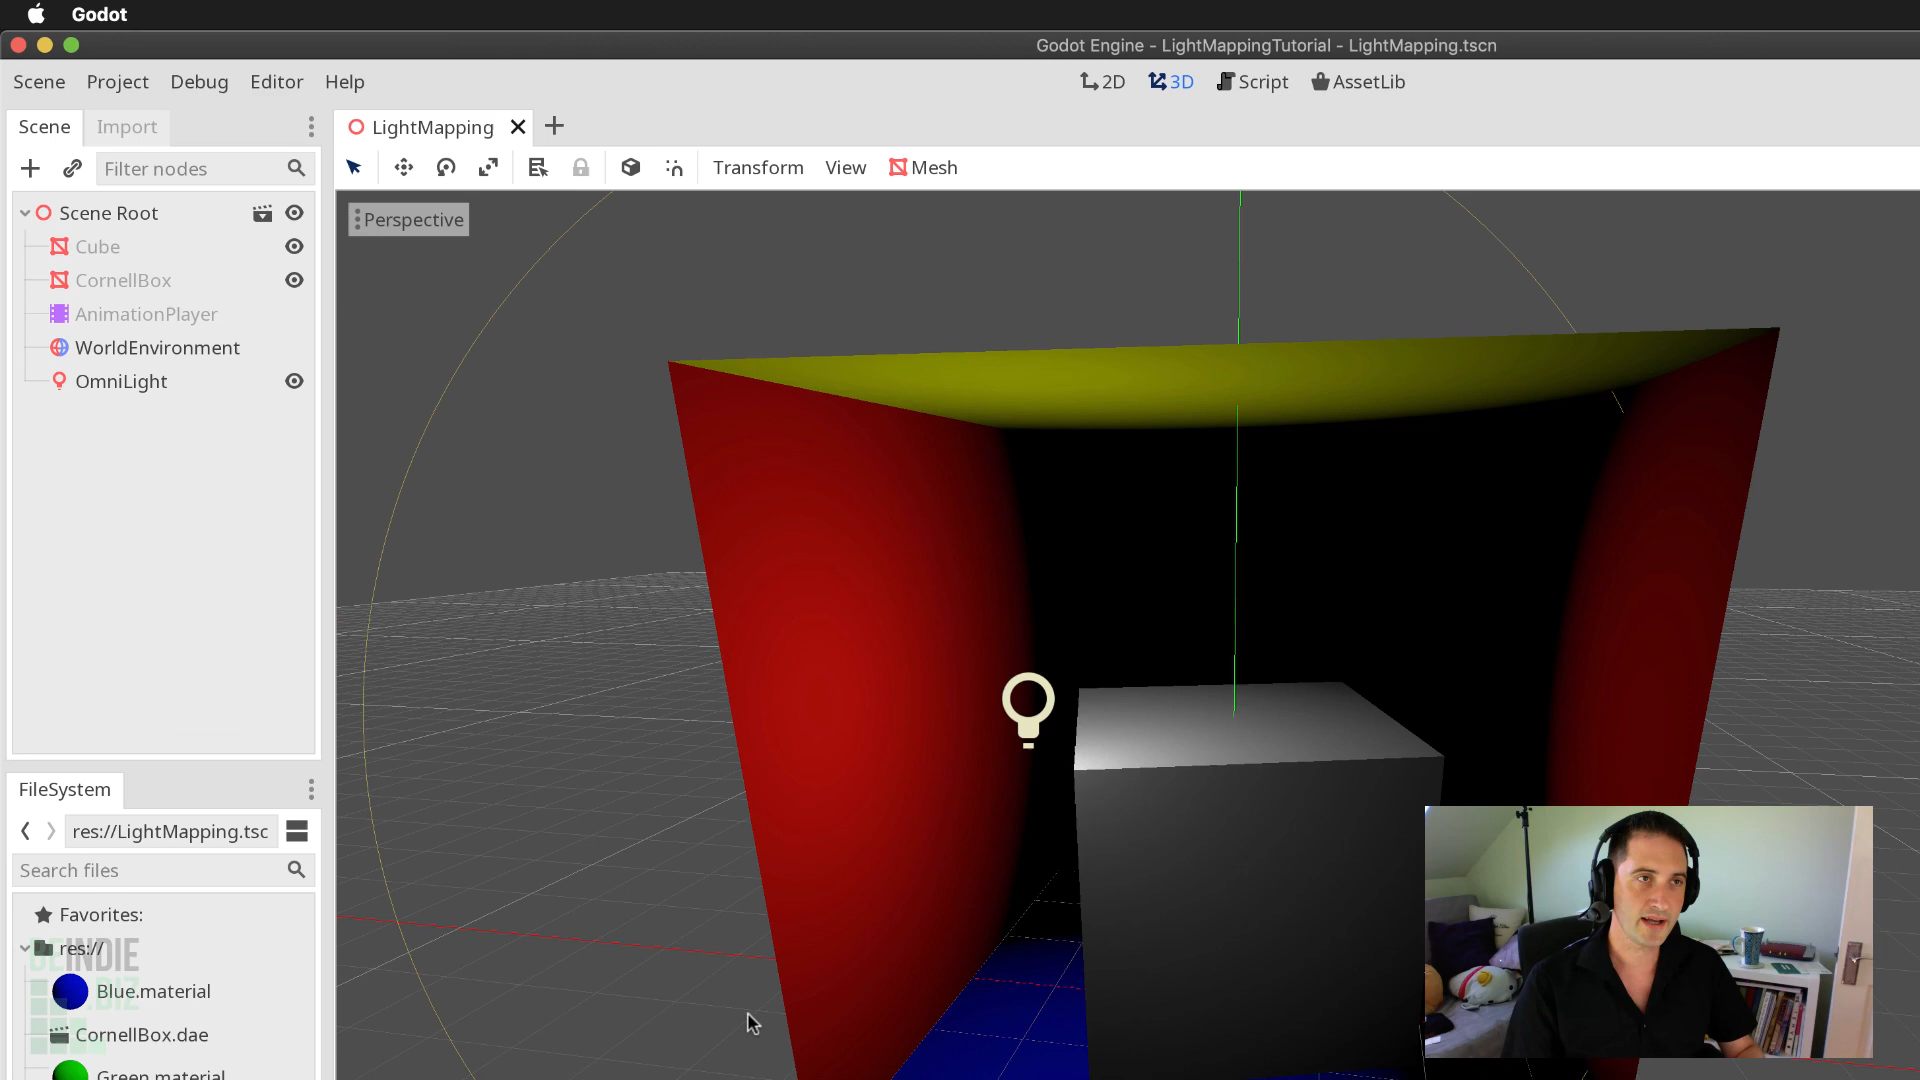 Godot
Godot Engine - LightMappingTutorial - LightMapping.tscn
Scene Project Debug Editor Help
2D 3D Script AssetLib
Scene Import
LightMapping
Filter nodes
Transform View Mesh
Scene Root
Perspective
Cube
CornellBox
AnimationPlayer
WorldEnvironment
OmniLight
FileSystem
res://LightMapping.tsc
Search files
Favorites:
res://
BEINDIE
.BIZ
Blue.material
CornellBox.dae
Green.material